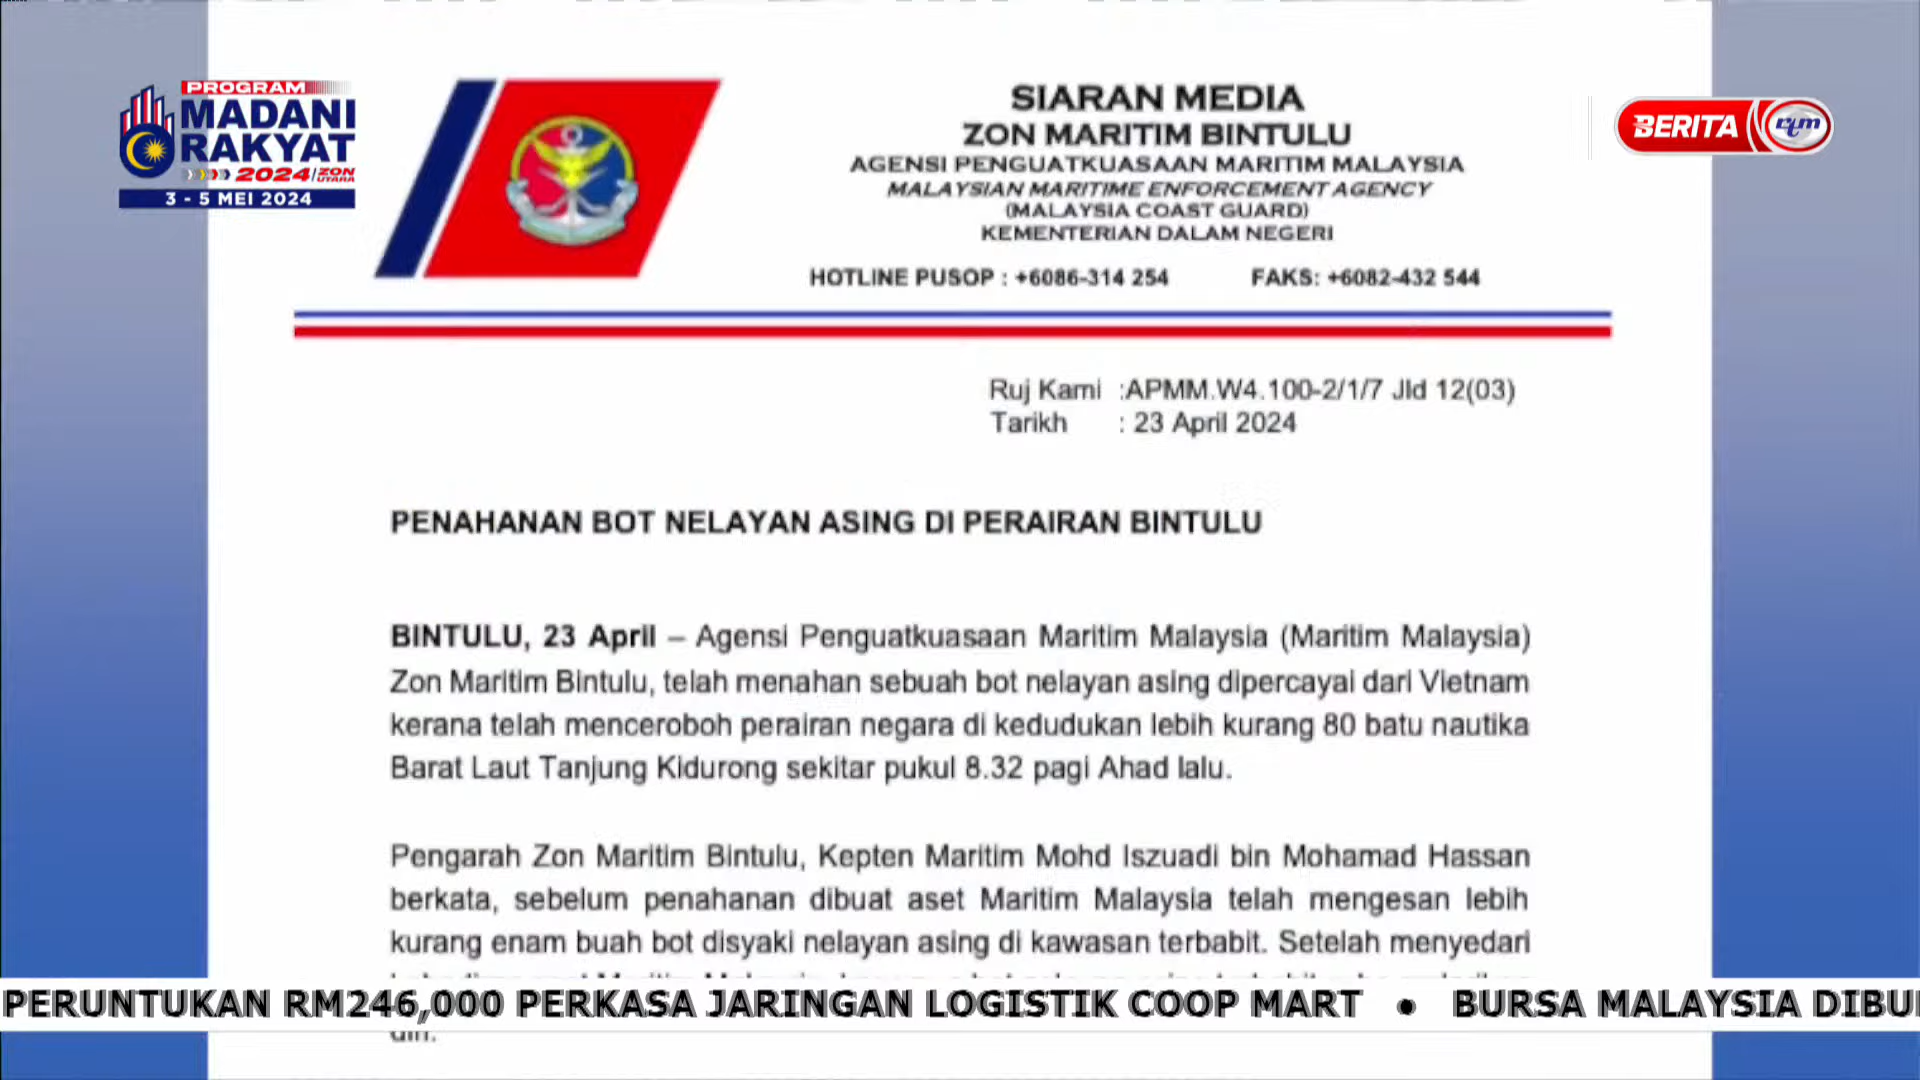 PROGRAM
MADANI
RAKYAT
2024 ZON UTARA
3 - 5 MEI 2024
SIARAN MEDIA
ZON MARITIM BINTULU
AGENSI PENGUATKUASAAN MARITIM MALAYSIA
MALAYSIAN MARITIME ENFORCEMENT AGENCY
(MALAYSIA COAST GUARD)
KEMENTERIAN DALAM NEGERI
HOTLINE PUSOP : +6086-314 254 FAKS: +6082-432 544
BERITA rtm
Ruj Kami :APMM.W4.100-2/1/7 Jld 12(03)
Tarikh : 23 April 2024
PENAHANAN BOT NELAYAN ASING DI PERAIRAN BINTULU
BINTULU, 23 April – Agensi Penguatkuasaan Maritim Malaysia (Maritim Malaysia)
Zon Maritim Bintulu, telah menahan sebuah bot nelayan asing dipercayai dari Vietnam
kerana telah menceroboh perairan negara di kedudukan lebih kurang 80 batu nautika
Barat Laut Tanjung Kidurong sekitar pukul 8.32 pagi Ahad lalu.
Pengarah Zon Maritim Bintulu, Kepten Maritim Mohd Iszuadi bin Mohamad Hassan
berkata, sebelum penahanan dibuat aset Maritim Malaysia telah mengesan lebih
kurang enam buah bot disyaki nelayan asing di kawasan terbabit. Setelah menyedari
PERUNTUKAN RM246,000 PERKASA JARINGAN LOGISTIK COOP MART • BURSA MALAYSIA DIBU